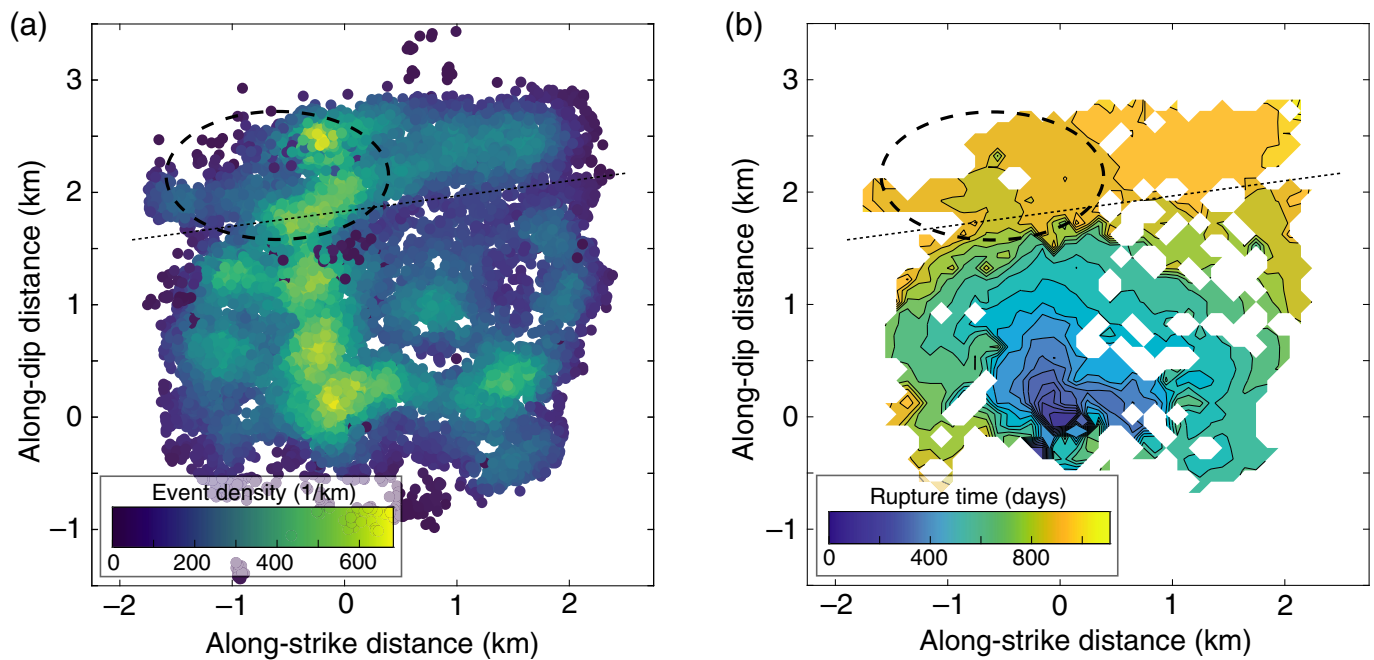 (a)
Along-dip distance (km)
3
2
1
0
−1
Event density (1/km)
0 200 400 600
−2 −1 0 1 2
Along-strike distance (km)
(b)
Along-dip distance (km)
3
2
1
0
−1
Rupture time (days)
0 400 800
−2 −1 0 1 2
Along-strike distance (km)